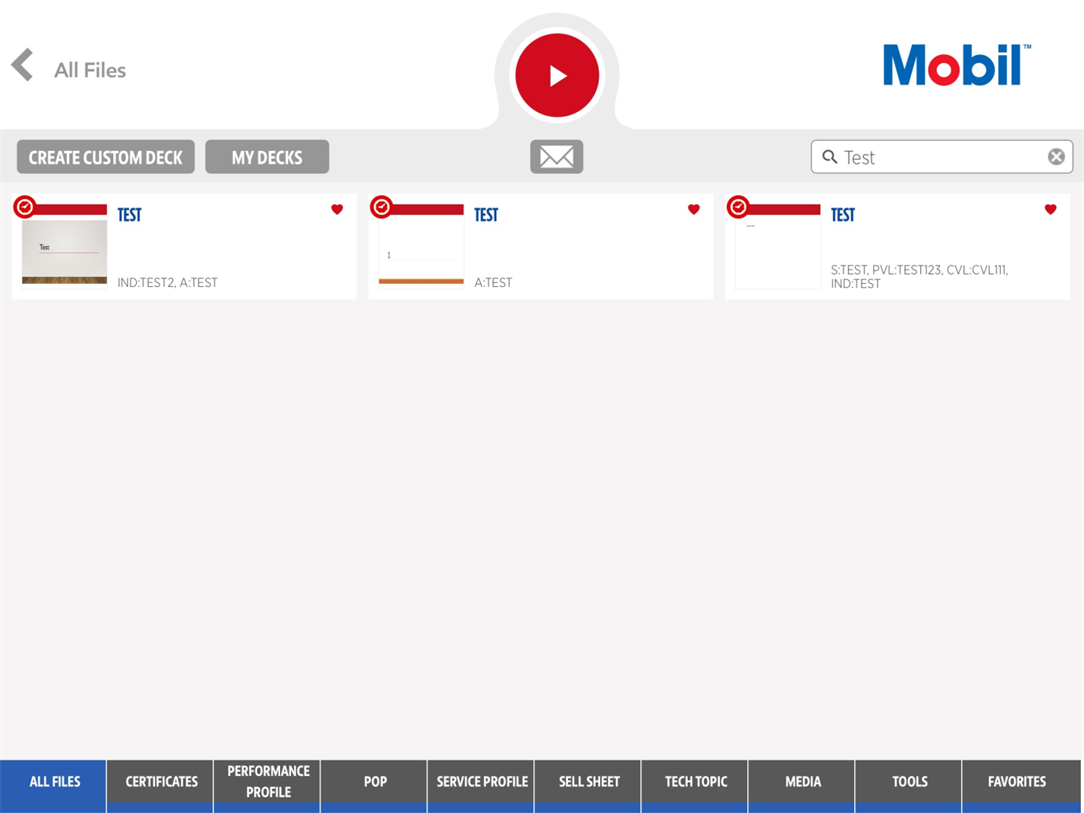 All Files
Mobil™
CREATE CUSTOM DECK
MY DECKS
Test
TEST
Test
IND:TEST2, A:TEST
TEST
1
A:TEST
TEST
S:TEST, PVL:TEST123, CVL:CVL111,
IND:TEST
ALL FILES
CERTIFICATES
PERFORMANCE
PROFILE
POP
SERVICE PROFILE
SELL SHEET
TECH TOPIC
MEDIA
TOOLS
FAVORITES